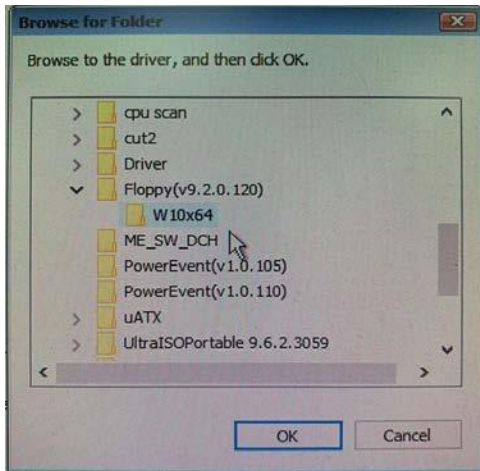 Browse for Folder
Browse to the driver, and then click OK.
cpu scan
cut2
Driver
Floppy(v9.2.0.120)
W10x64
ME_SW_DCH
PowerEvent(v1.0.105)
PowerEvent(v1.0.110)
uATX
UltraISOPortable 9.6.2.3059
OK
Cancel